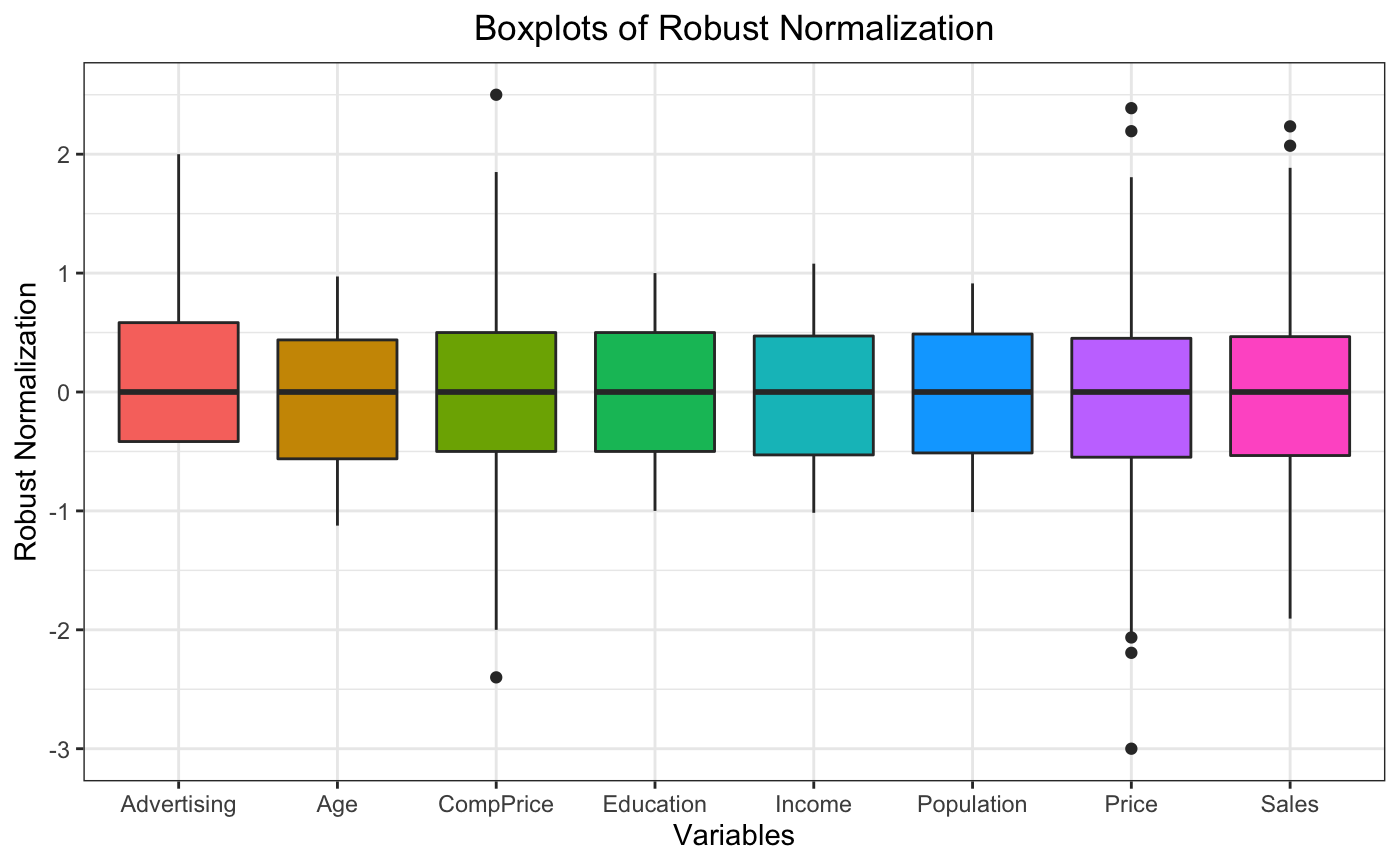 Boxplots of Robust Normalization
Robust Normalization
2
1
0
-1
-2
-3
Advertising Age CompPrice Education Income Population Price Sales
Variables